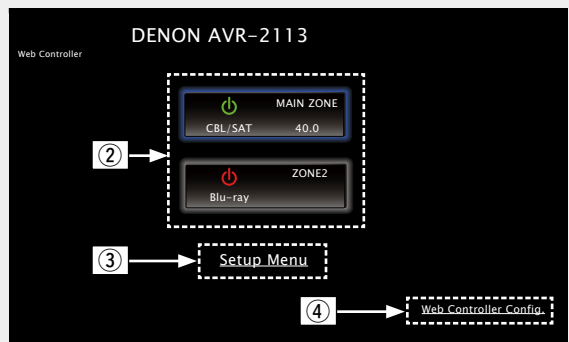 DENON AVR-2113
Web Controller
MAIN ZONE
CBL/SAT 40.0
②
ZONE2
Blu-ray
③ Setup Menu
④ Web Controller Config.